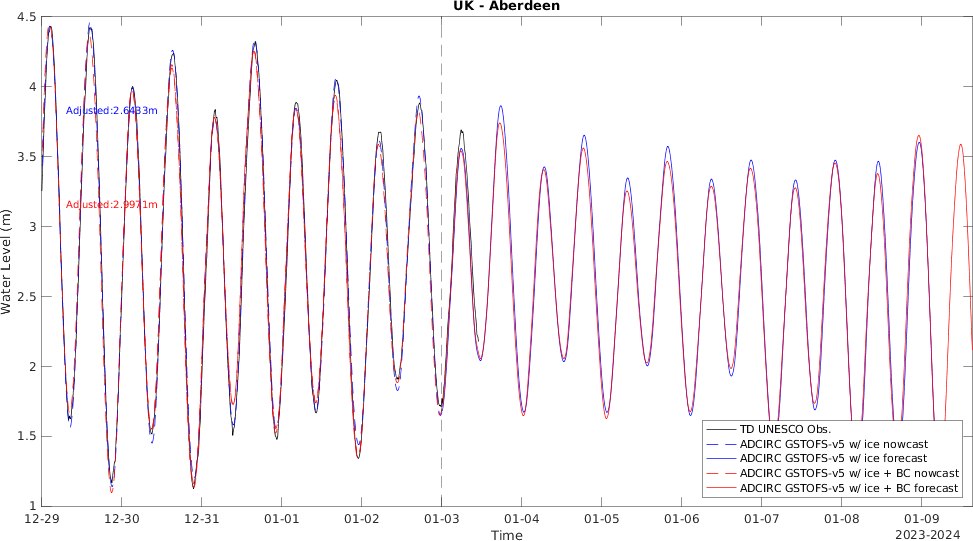 UK - Aberdeen
4.5
4
3.5
3
2.5
2
1.5
1
Water Level (m)
Adjusted:2.6433m
Adjusted:2.9971m
TD UNESCO Obs.
ADCIRC GSTOFS-v5 w/ ice nowcast
ADCIRC GSTOFS-v5 w/ ice forecast
ADCIRC GSTOFS-v5 w/ ice + BC nowcast
ADCIRC GSTOFS-v5 w/ ice + BC forecast
12-29 12-30 12-31 01-01 01-02 01-03 01-04 01-05 01-06 01-07 01-08 01-09
Time
2023-2024